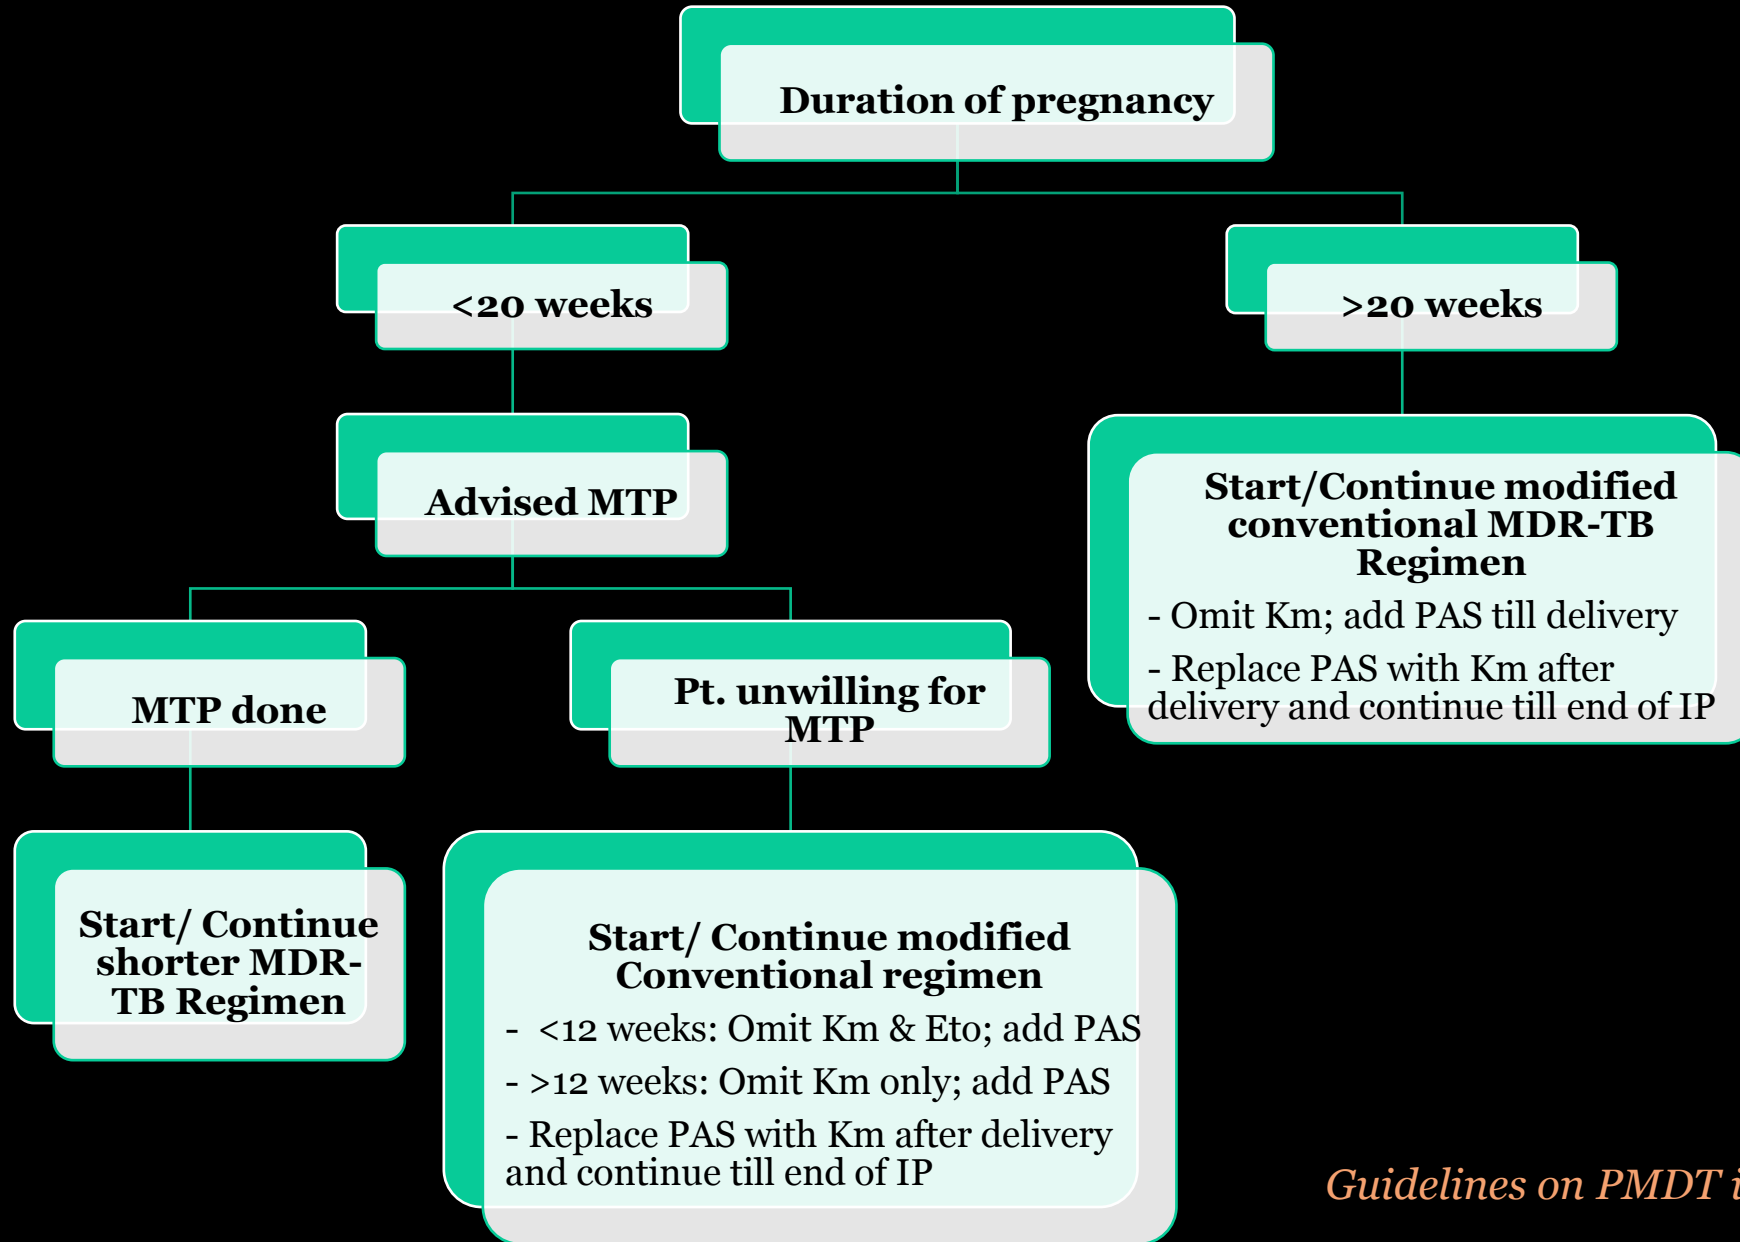 Duration of pregnancy
<20 weeks
>20 weeks
Advised MTP
Start/Continue modified
conventional MDR-TB
Regimen
- Omit Km; add PAS till delivery
- Replace PAS with Km after
delivery and continue till end of IP
MTP done
Pt. unwilling for
MTP
Start/ Continue
shorter MDR-
TB Regimen
Start/ Continue modified
Conventional regimen
- <12 weeks: Omit Km & Eto; add PAS
- >12 weeks: Omit Km only; add PAS
- Replace PAS with Km after delivery
and continue till end of IP
Guidelines on PMDT